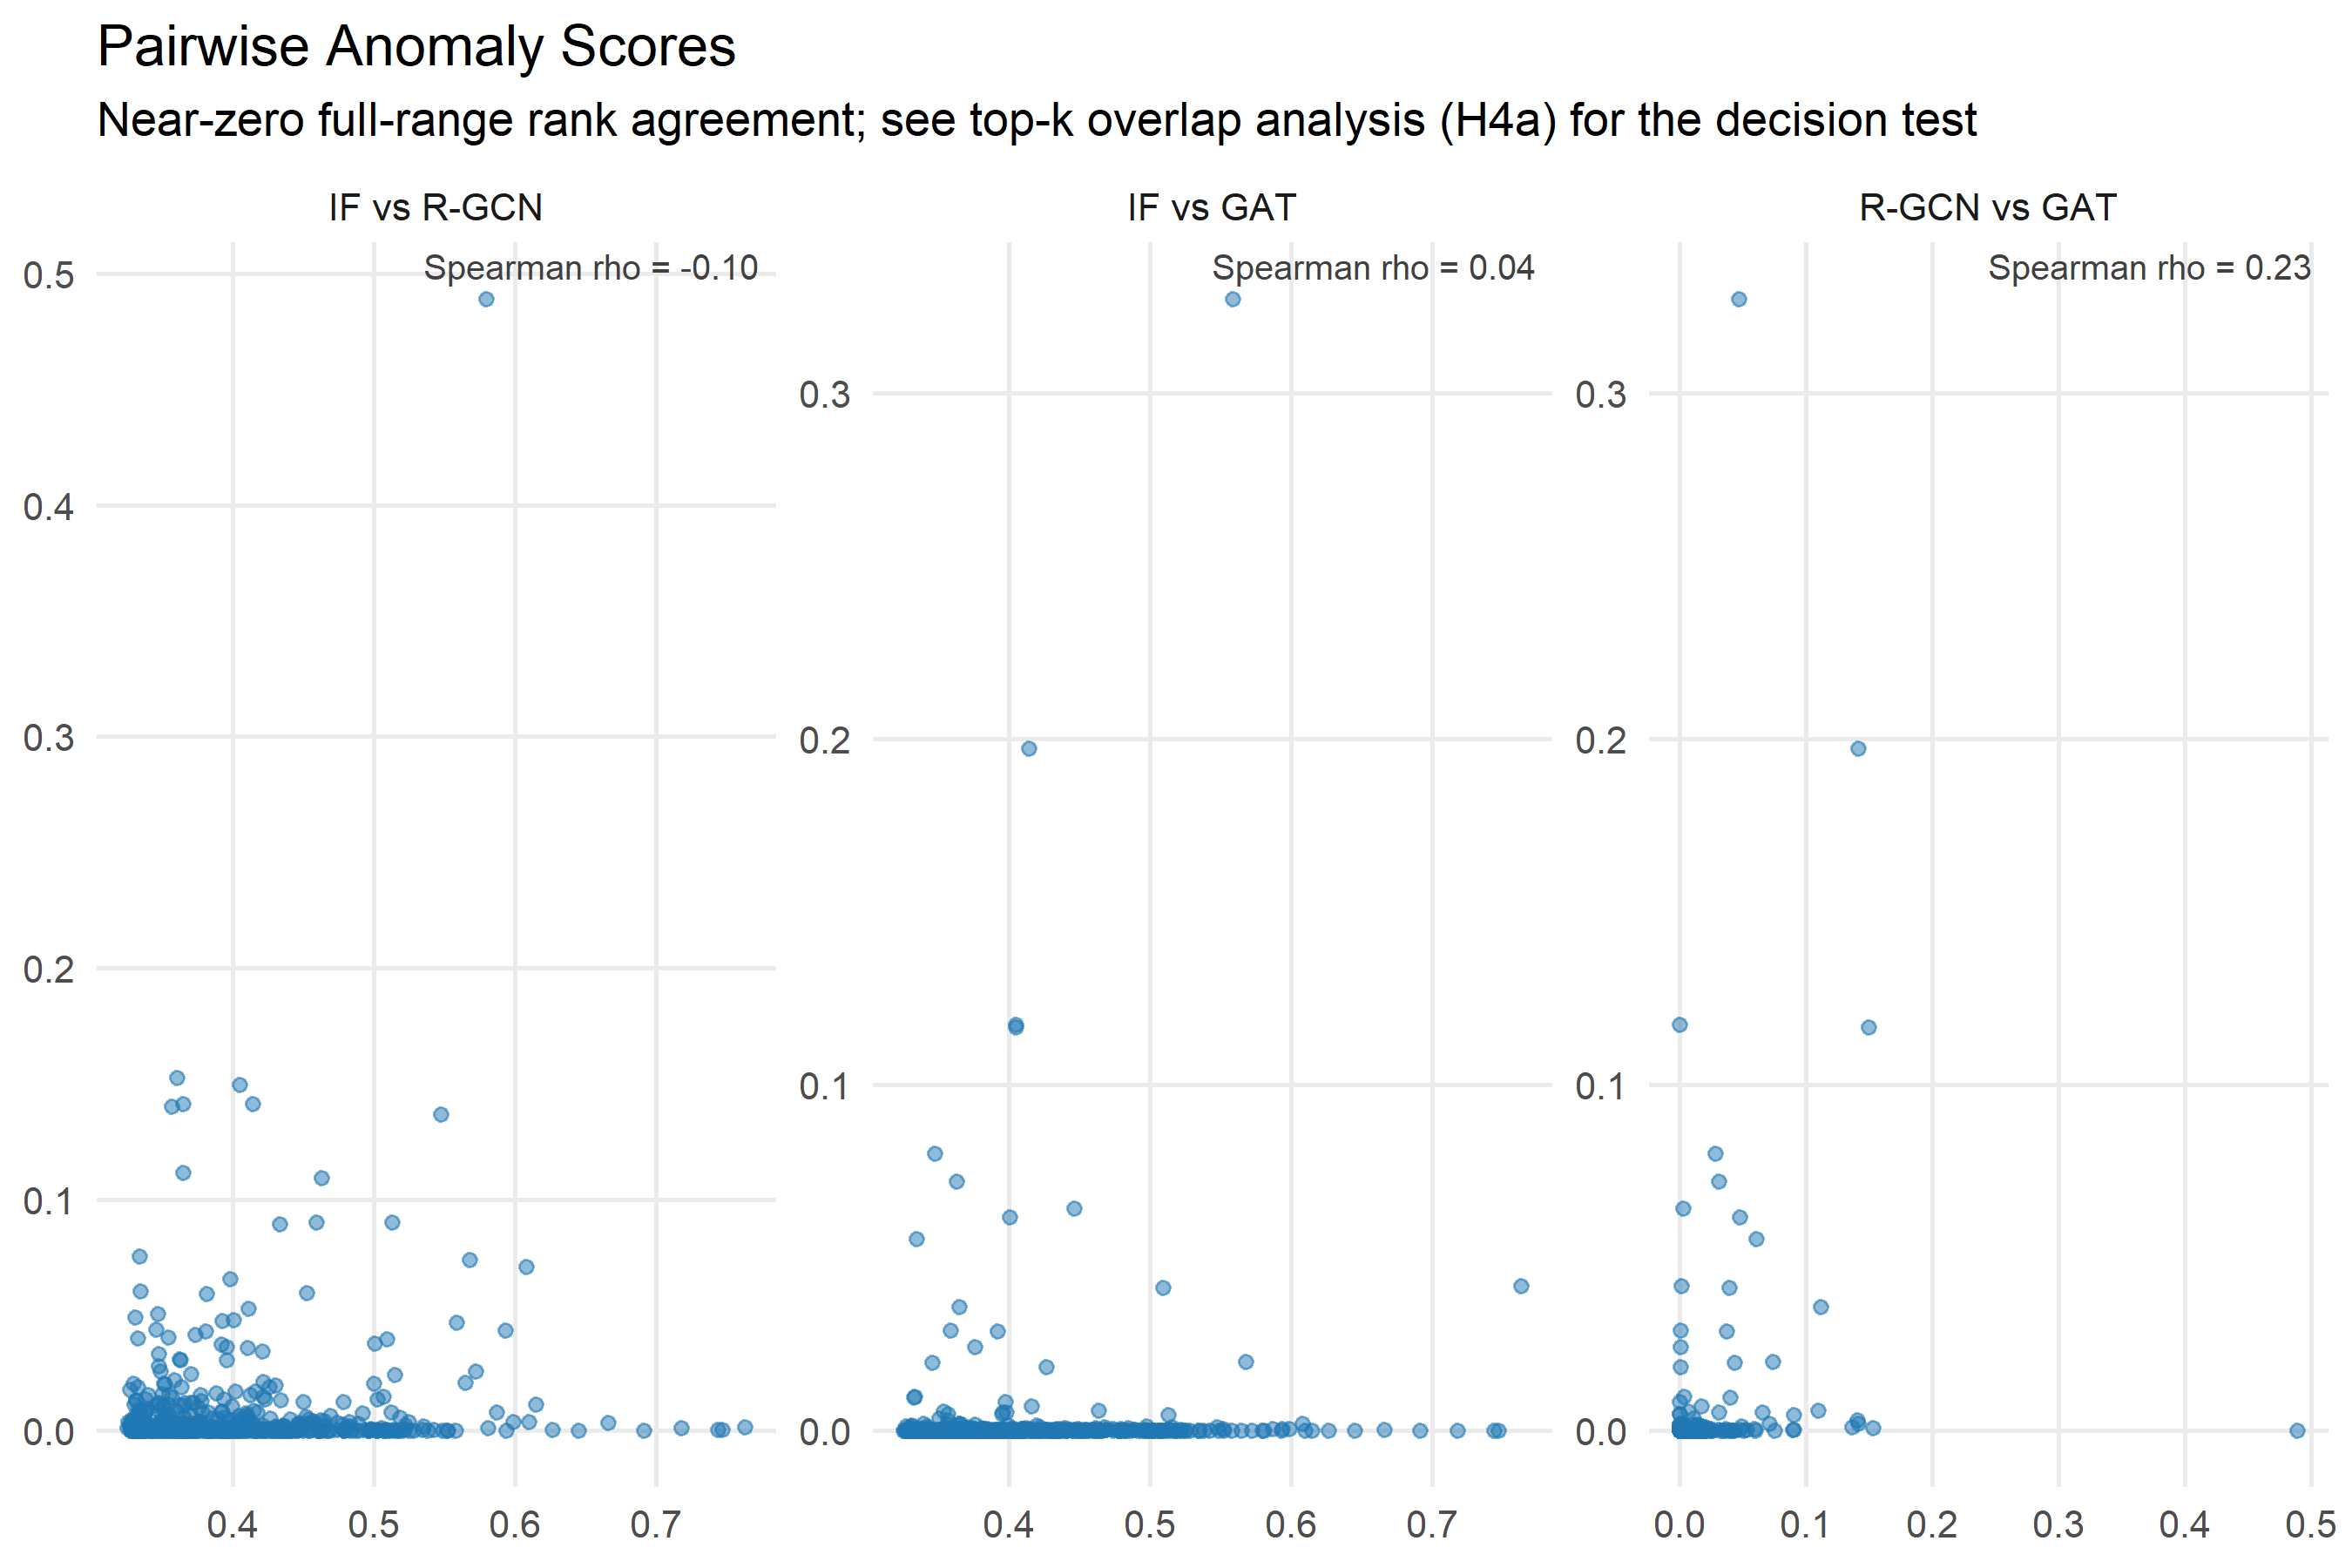 Pairwise Anomaly Scores
Near-zero full-range rank agreement; see top-k overlap analysis (H4a) for the decision test
IF vs R-GCN
Spearman rho = -0.10
0.5
0.4
0.3
0.2
0.1
0.0
0.4 0.5 0.6 0.7
IF vs GAT
Spearman rho = 0.04
0.3
0.2
0.1
0.0
0.4 0.5 0.6 0.7
R-GCN vs GAT
Spearman rho = 0.23
0.3
0.2
0.1
0.0
0.0 0.1 0.2 0.3 0.4 0.5